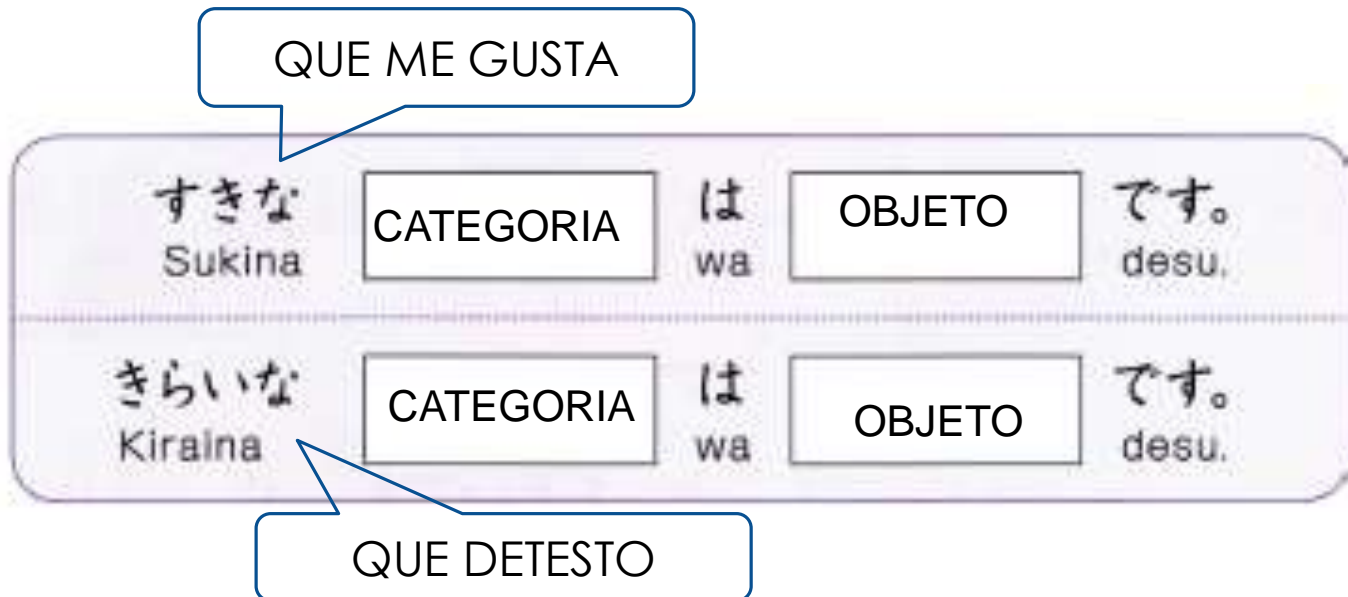 QUE ME GUSTA
すきな CATEGORIA は OBJETO です。
Sukina wa desu.
きらいな CATEGORIA は OBJETO です。
Kiraina wa desu.
QUE DETESTO